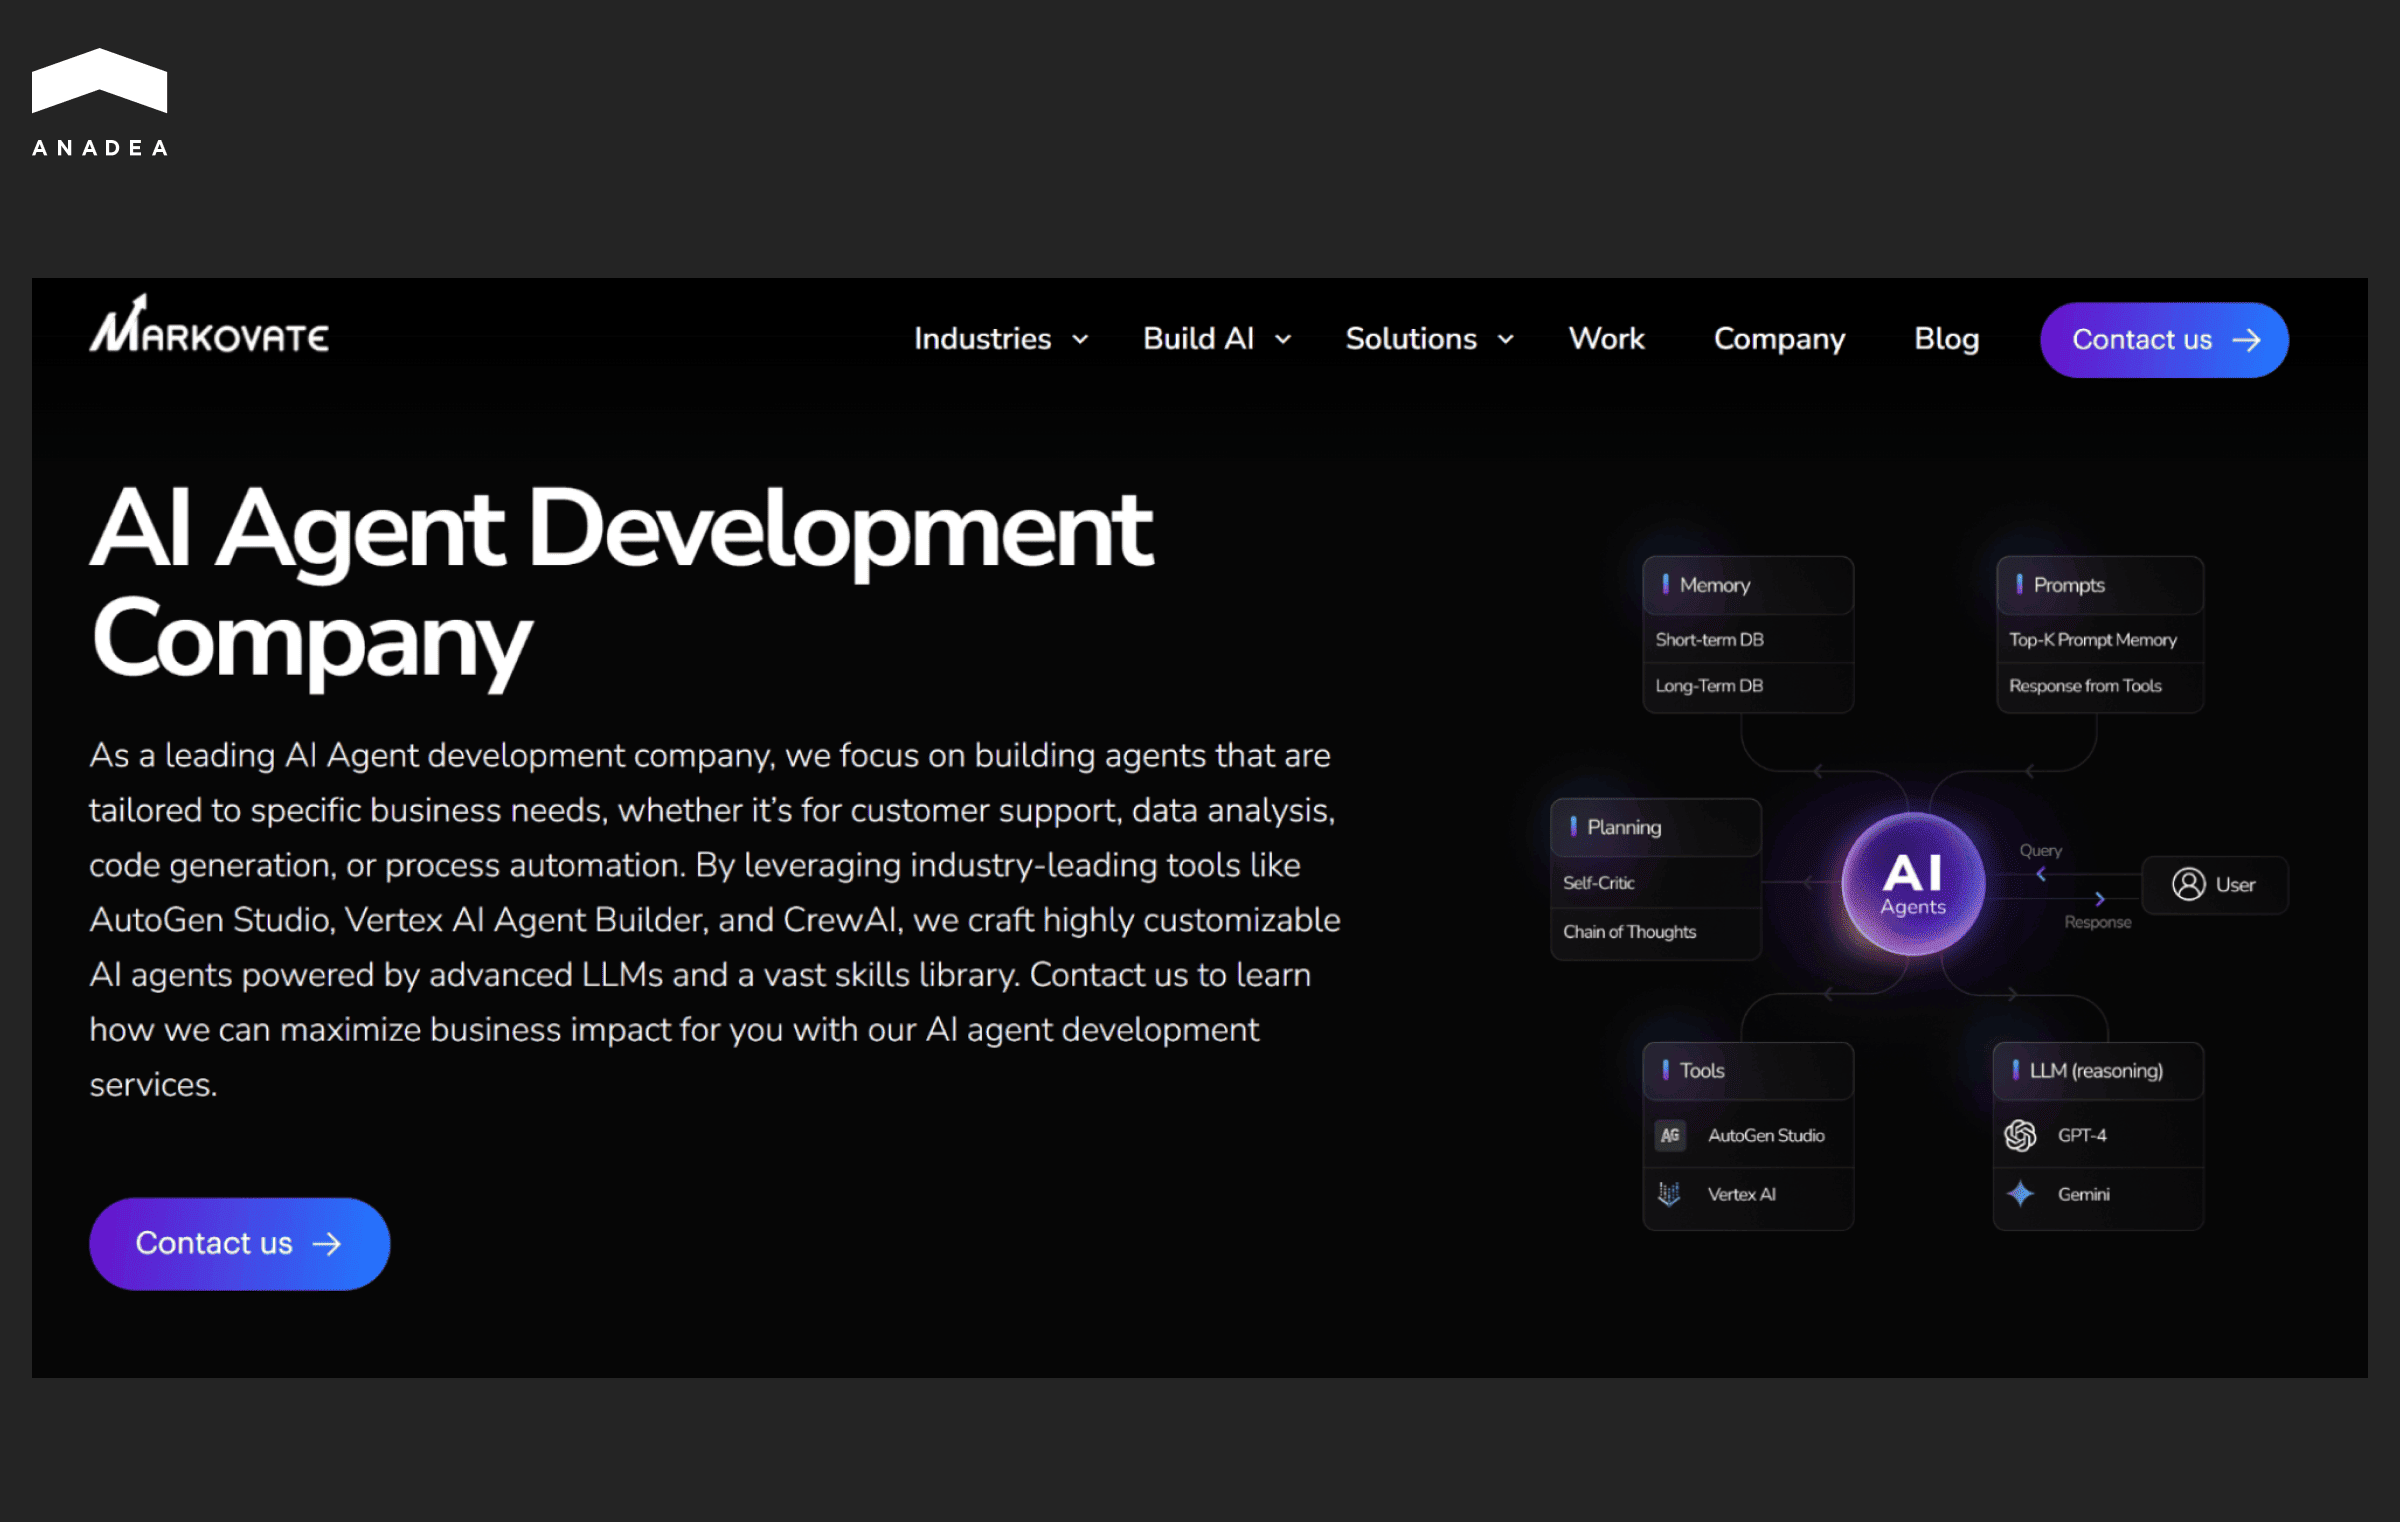 ANADEA
MARKOVATE
Industries
Build AI
Solutions
Work
Company
Blog
Contact us
AI Agent Development
Company
As a leading AI Agent development company, we focus on building agents that are
tailored to specific business needs, whether it’s for customer support, data analysis,
code generation, or process automation. By leveraging industry-leading tools like
AutoGen Studio, Vertex AI Agent Builder, and CrewAI, we craft highly customizable
AI agents powered by advanced LLMs and a vast skills library. Contact us to learn
how we can maximize business impact for you with our AI agent development
services.
Contact us
Memory
Short-term DB
Long-Term DB
Prompts
Top-K Prompt Memory
Response from Tools
Planning
Self-Critic
Chain of Thoughts
AI
Agents
Query
Response
User
Tools
AG AutoGen Studio
Vertex AI
LLM (reasoning)
GPT-4
Gemini